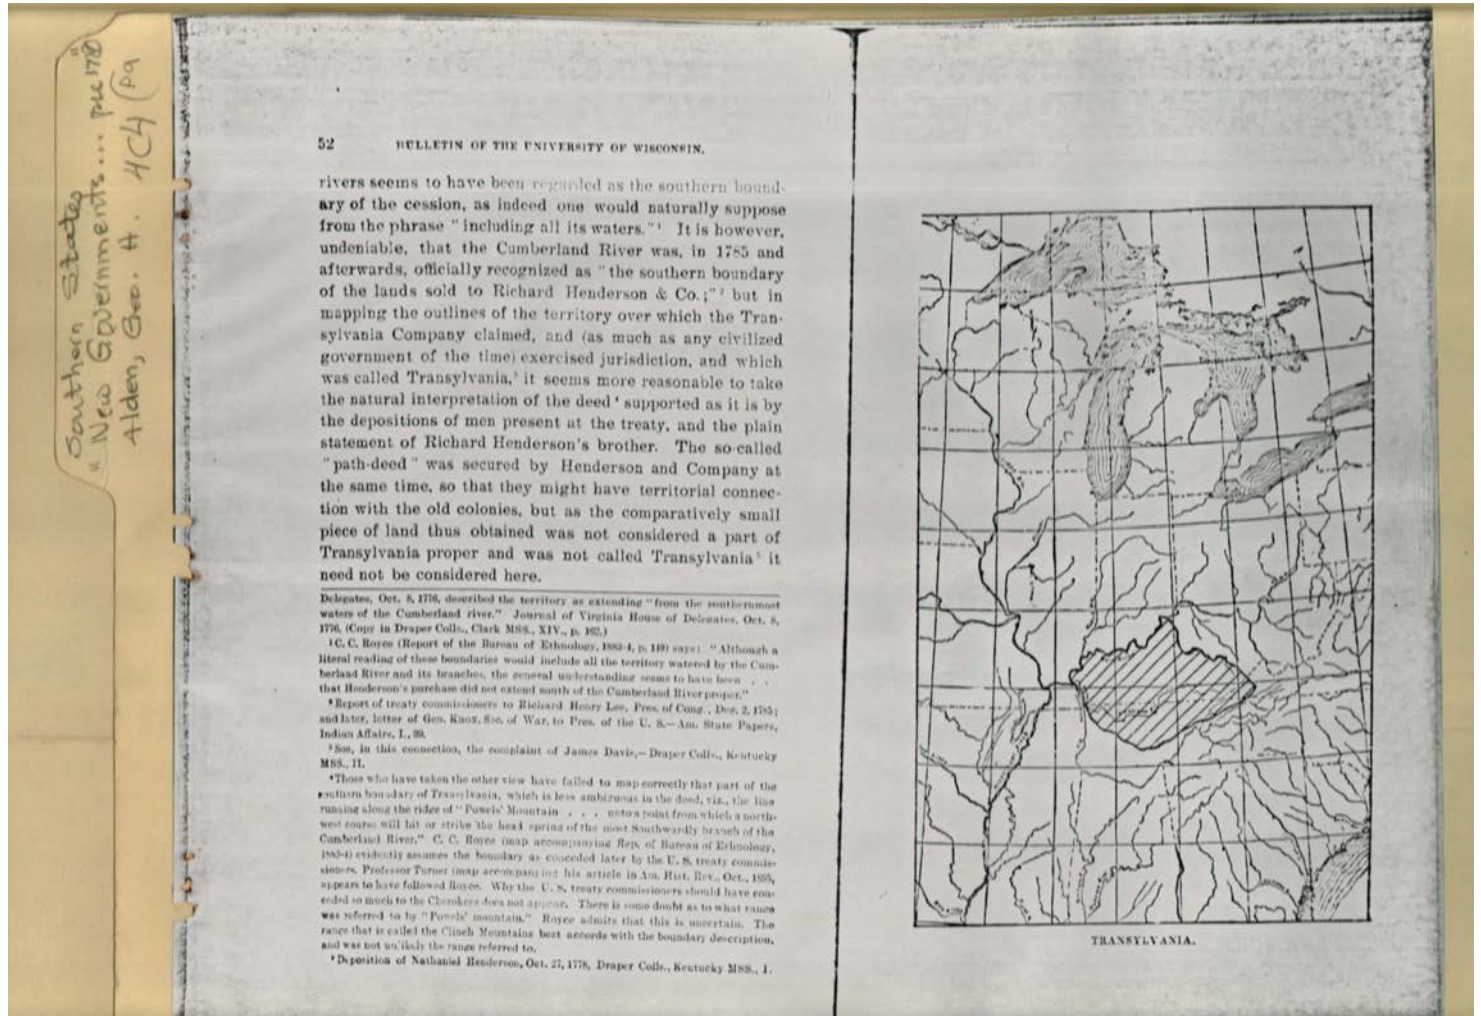 Southern States
"New Governments... pre 1780"
Alden, Geo. H. 4C4 (pg
52 BULLETIN OF THE UNIVERSITY OF WISCONSIN.
rivers seems to have been regarded as the southern bound-
ary of the cession, as indeed one would naturally suppose
from the phrase "including all its waters."¹ It is however,
undeniable, that the Cumberland River was, in 1785 and
afterwards, officially recognized as "the southern boundary
of the lands sold to Richard Henderson & Co.;"² but in
mapping the outlines of the territory over which the Tran-
sylvania Company claimed, and (as much as any civilized
government of the time) exercised jurisdiction, and which
was called Transylvania,³ it seems more reasonable to take
the natural interpretation of the deed⁴ supported as it is by
the depositions of men present at the treaty, and the plain
statement of Richard Henderson's brother. The so-called
"path-deed" was secured by Henderson and Company at
the same time, so that they might have territorial connec-
tion with the old colonies, but as the comparatively small
piece of land thus obtained was not considered a part of
Transylvania proper and was not called Transylvania⁵ it
need not be considered here.
Delegates, Oct. 8, 1776, described the territory as extending "from the southernmost
waters of the Cumberland river." Journal of Virginia House of Delegates, Oct. 8,
1776, (Copy in Draper Colls., Clark MSS., XIV., p. 162.)
¹C. C. Royce (Report of the Bureau of Ethnology, 1883-4, p. 149) says: "Although a
literal reading of these boundaries would include all the territory watered by the Cum-
berland River and its branches, the general understanding seems to have been . .
that Henderson's purchase did not extend south of the Cumberland River proper."
²Report of treaty commissioners to Richard Henry Lee, Pres. of Cong., Dec. 2, 1785;
and later, letter of Gen. Knox, Sec. of War, to Pres. of the U. S.—Am. State Papers,
Indian Affairs, I., 39.
³See, in this connection, the complaint of James Davis,—Draper Colls., Kentucky
MSS., II.
⁴Those who have taken the other view have failed to map correctly that part of the
southern boundary of Transylvania, which is less ambiguous in the deed, viz., the line
running along the ridge of "Powels' Mountain . . . unto a point from which a north-
west course will hit or strike the head spring of the most Southwardly branch of the
Cumberland River." C. C. Royce (map accompanying Rep. of Bureau of Ethnology,
1883-4) evidently assumes the boundary as conceded later by the U. S. treaty commis-
sioners. Professor Turner (map accompanying his article in Am. Hist. Rev., Oct., 1895,
appears to have followed Royce. Why the U. S. treaty commissioners should have con-
ceded so much to the Cherokees does not appear. There is some doubt as to what range
was referred to by "Powels' mountain." Royce admits that this is uncertain. The
range that is called the Clinch Mountains best accords with the boundary description,
and was not unlikely the range referred to.
⁵Deposition of Nathaniel Henderson, Oct. 27, 1778, Draper Colls., Kentucky MSS., I.
TRANSYLVANIA.